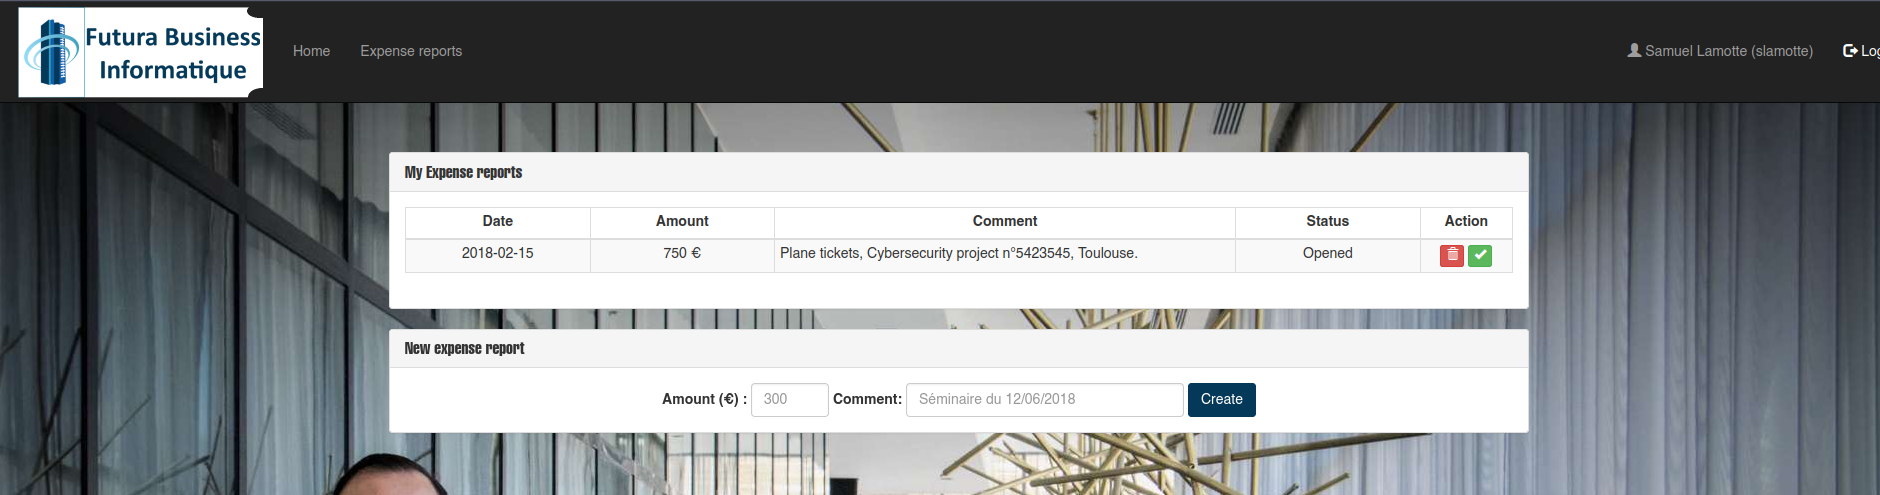 Futura Business
Informatique
Home
Expense reports
Samuel Lamotte (slamotte)
My Expense reports
Date Amount Comment Status Action
2018-02-15 750 € Plane tickets, Cybersecurity project n°5423545, Toulouse. Opened
New expense report
Amount (€) : 300 Comment: Séminaire du 12/06/2018 Create